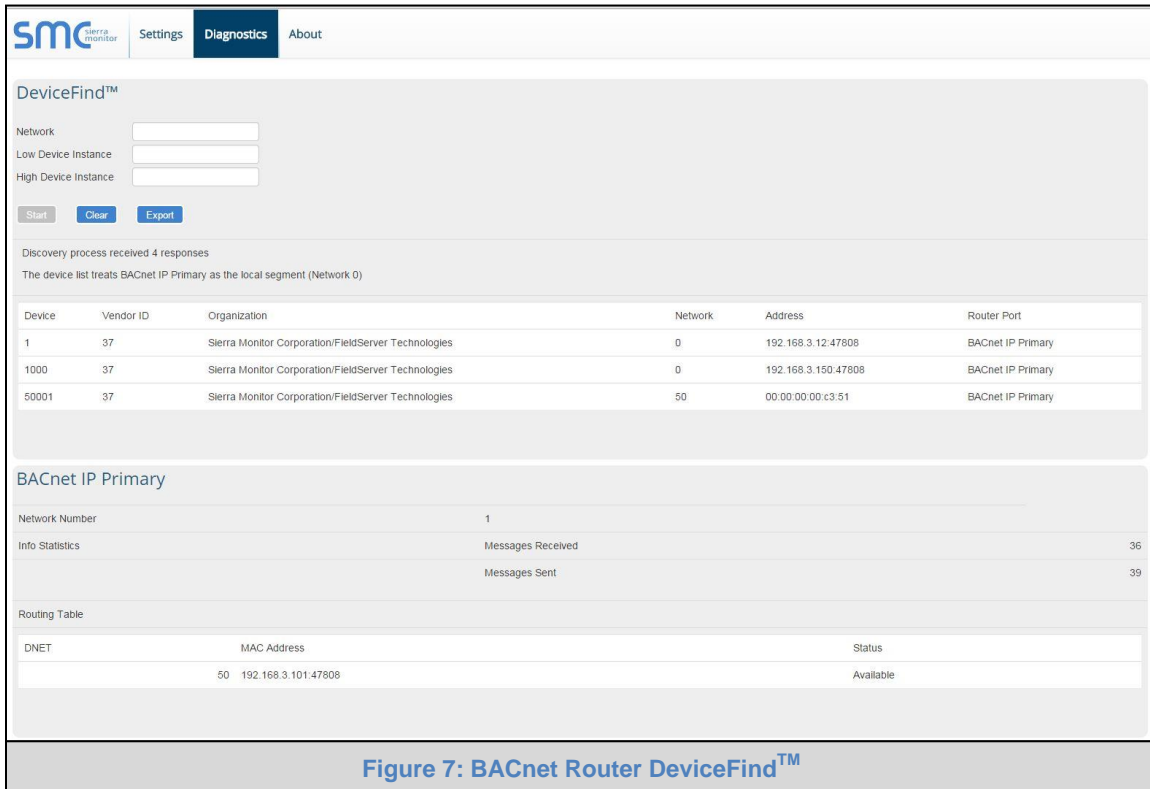 SMC sierra monitor Settings Diagnostics About
DeviceFind™
Network
Low Device Instance
High Device Instance
Start Clear Export
Discovery process received 4 responses
The device list treats BACnet IP Primary as the local segment (Network 0)
Device Vendor ID Organization Network Address Router Port
1 37 Sierra Monitor Corporation/FieldServer Technologies 0 192.168.3.12:47808 BACnet IP Primary
1000 37 Sierra Monitor Corporation/FieldServer Technologies 0 192.168.3.150:47808 BACnet IP Primary
50001 37 Sierra Monitor Corporation/FieldServer Technologies 50 00:00:00:00:c3:51 BACnet IP Primary
BACnet IP Primary
Network Number 1
Info Statistics Messages Received 36
Messages Sent 39
Routing Table
DNET MAC Address Status
50 192.168.3.101:47808 Available
Figure 7: BACnet Router DeviceFind™